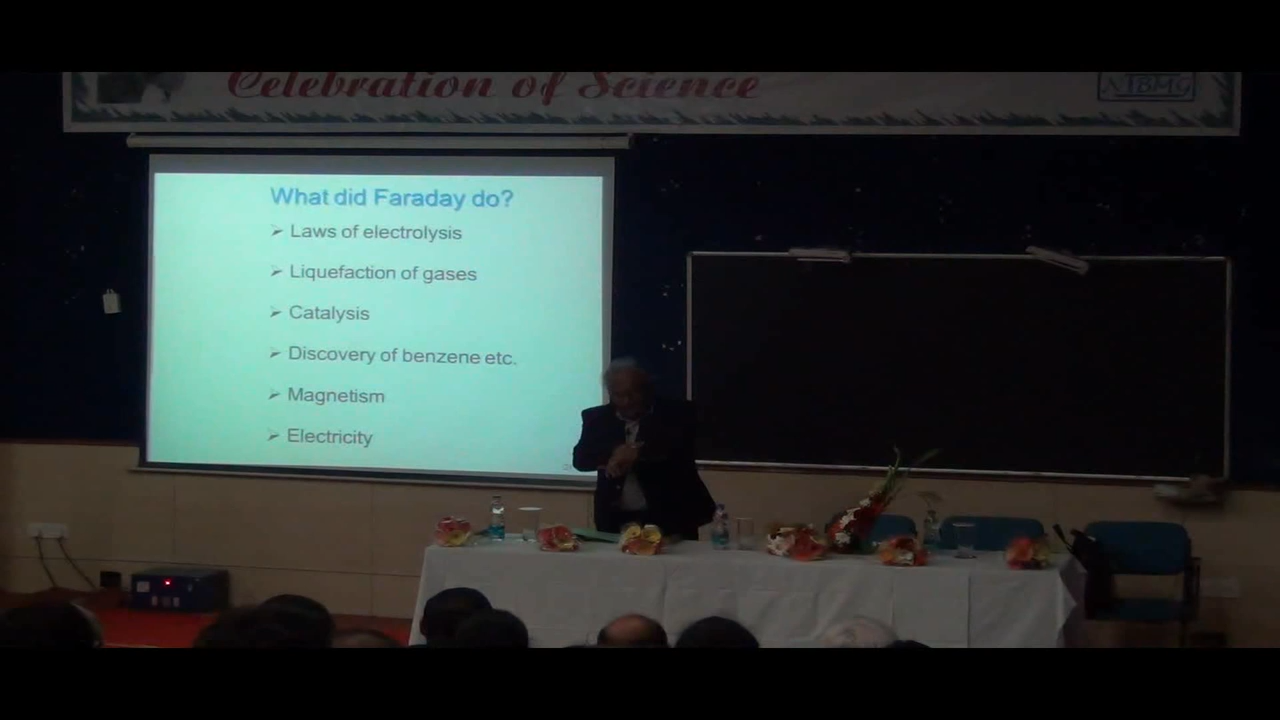 Celebration of Science
What did Faraday do?
➢ Laws of electrolysis
➢ Liquefaction of gases
➢ Catalysis
➢ Discovery of benzene etc.
➢ Magnetism
➢ Electricity